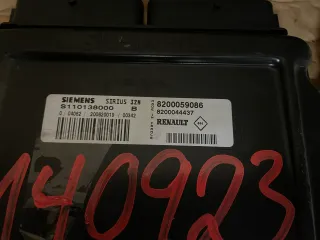 SIEMENS SIRIUS 32N
S110138000 B
8200059086
8200044437
RENAULT
140923